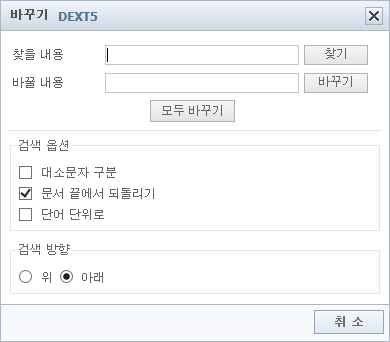 바꾸기 DEXT5
찾을 내용 찾기
바꿀 내용 바꾸기
모두 바꾸기
검색 옵션
대소문자 구분
문서 끝에서 되돌리기
단어 단위로
검색 방향
위 아래
취 소